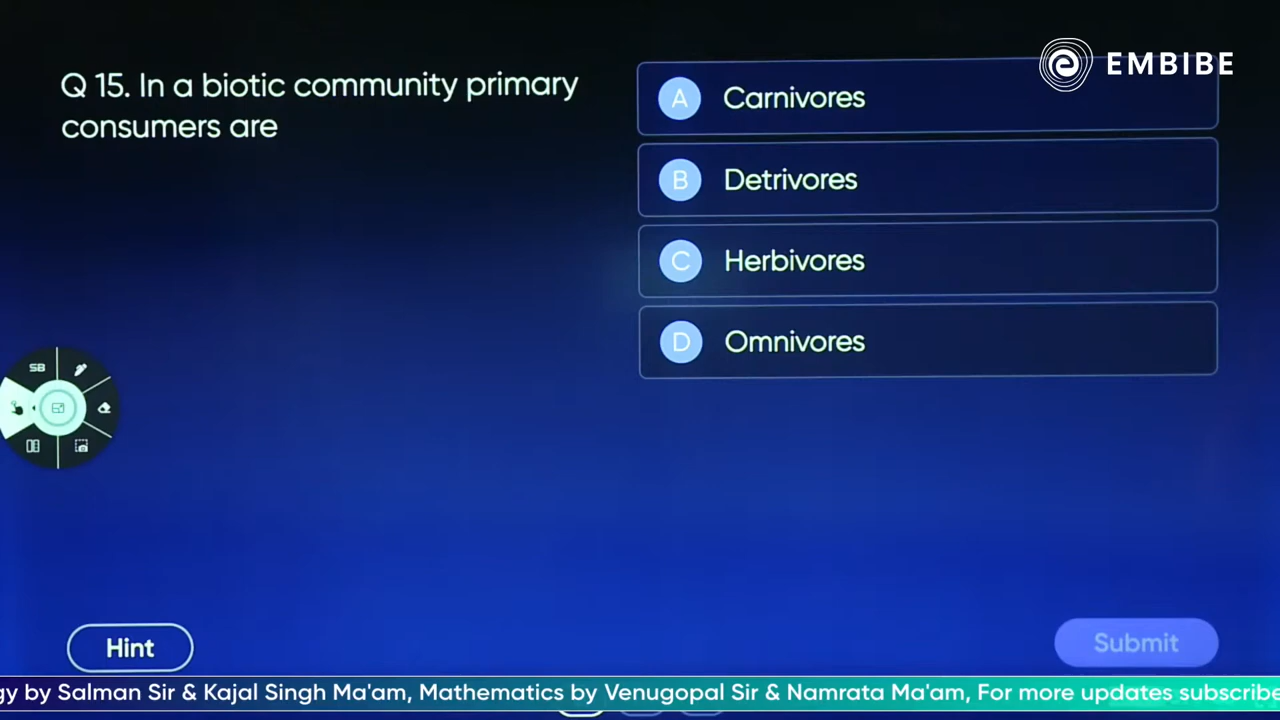 EMBIBE
Q 15. In a biotic community primary
consumers are
A Carnivores
B Detrivores
C Herbivores
D Omnivores
SB
Hint
Submit
gy by Salman Sir & Kajal Singh Ma'am, Mathematics by Venugopal Sir & Namrata Ma'am, For more updates subscribe